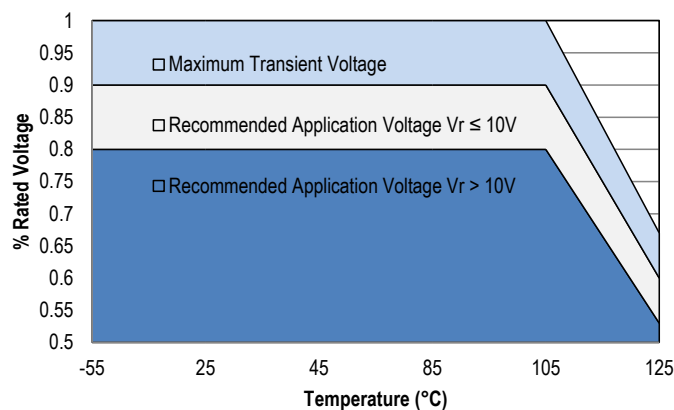 1
0.95
Maximum Transient Voltage
0.9
0.85
Recommended Application Voltage Vr ≤ 10V
0.8
0.75
Recommended Application Voltage Vr > 10V
0.7
0.65
0.6
0.55
0.5
% Rated Voltage
-55 25 45 85 105 125
Temperature (°C)